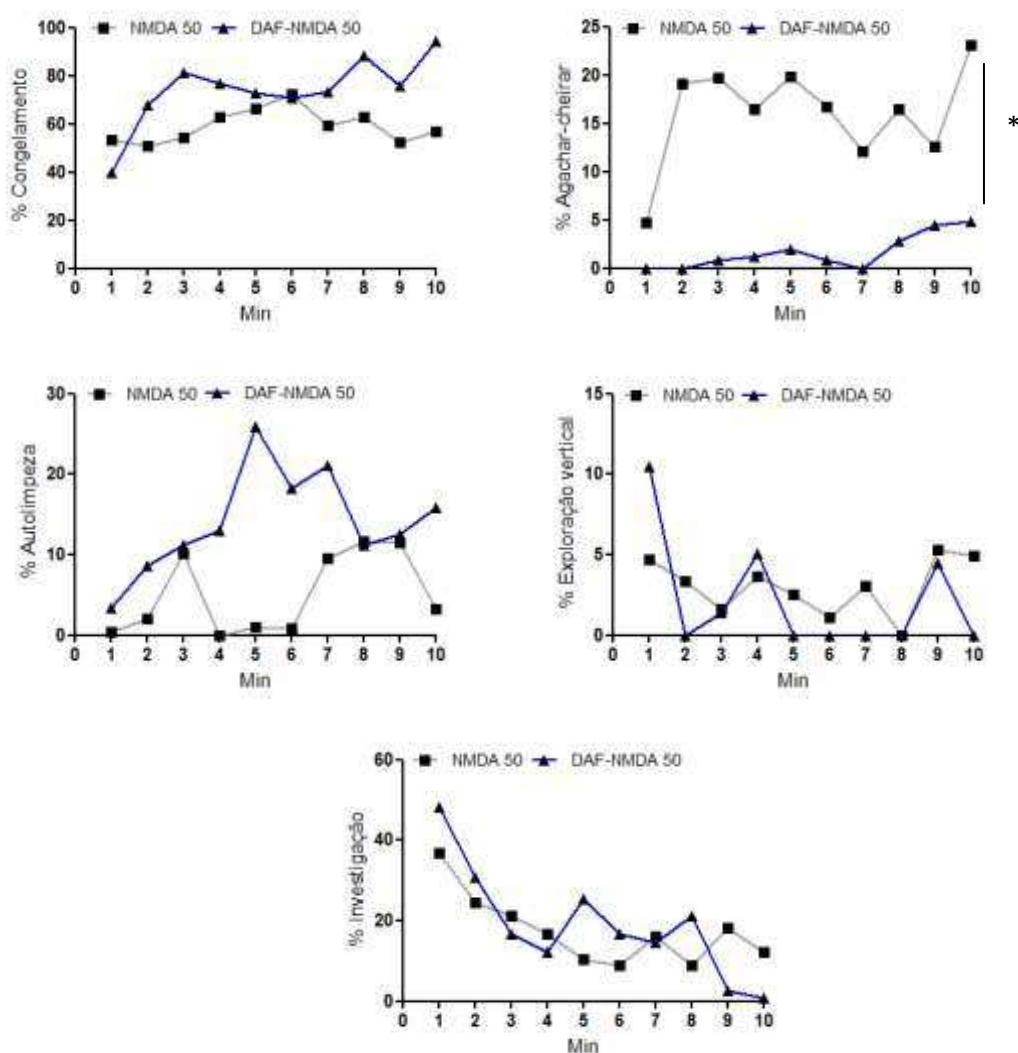 NMDA 50 DAF-NMDA 50
% Congelamento
100
80
60
40
20
0
0 1 2 3 4 5 6 7 8 9 10
Min
NMDA 50 DAF-NMDA 50
% Agachar-cheirar
25
20
15
10
5
0
0 1 2 3 4 5 6 7 8 9 10
Min
*
NMDA 50 DAF-NMDA 50
% Autolimpeza
30
20
10
0
0 1 2 3 4 5 6 7 8 9 10
Min
NMDA 50 DAF-NMDA 50
% Exploração vertical
15
10
5
0
0 1 2 3 4 5 6 7 8 9 10
Min
NMDA 50 DAF-NMDA 50
% Investigação
60
40
20
0
0 1 2 3 4 5 6 7 8 9 10
Min